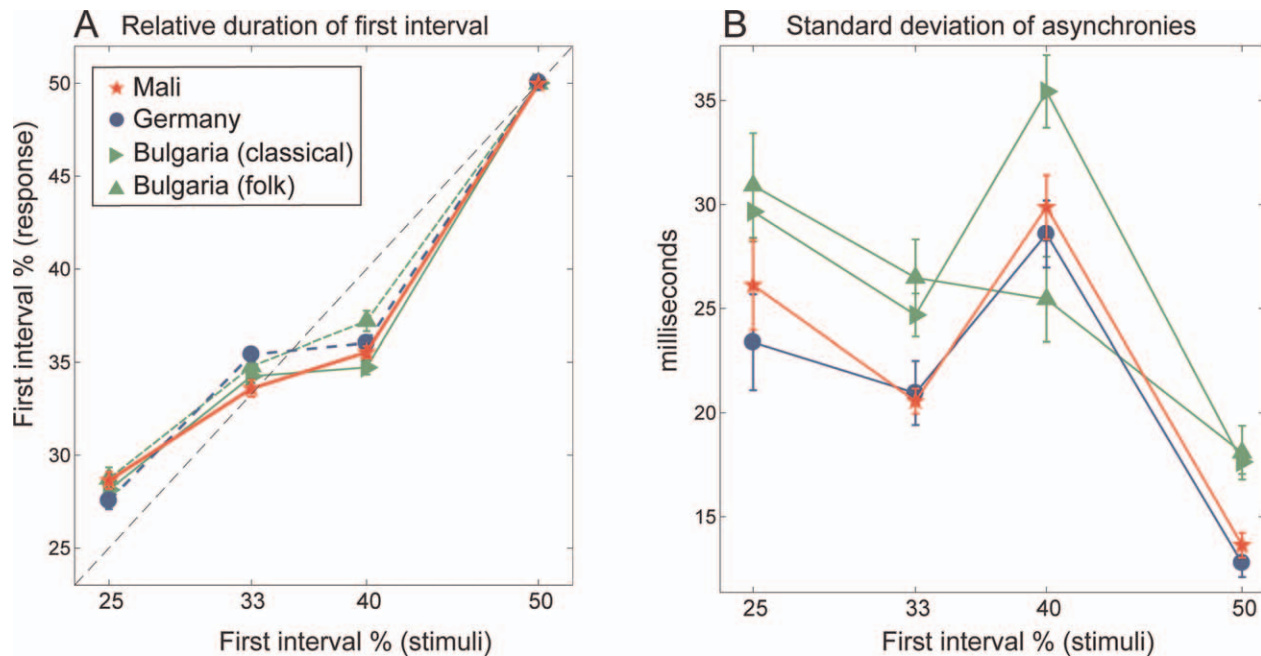 A Relative duration of first interval
Mali
Germany
Bulgaria (classical)
Bulgaria (folk)
First interval % (response)
50
45
40
35
30
25
25 33 40 50
First interval % (stimuli)
B Standard deviation of asynchronies
milliseconds
35
30
25
20
15
25 33 40 50
First interval % (stimuli)